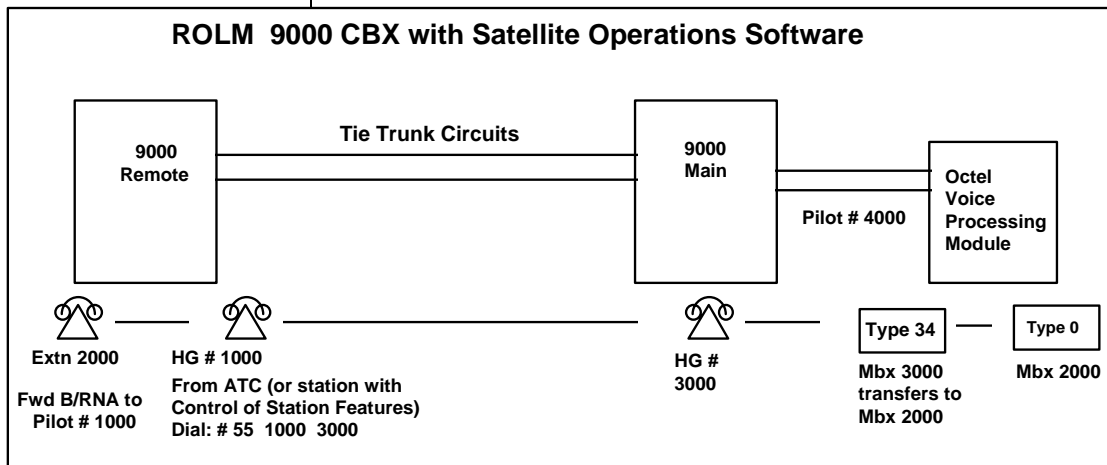 ROLM 9000 CBX with Satellite Operations Software
9000
Remote
Tie Trunk Circuits
9000
Main
Pilot # 4000
Octel
Voice
Processing
Module
Extn 2000
Fwd B/RNA to
Pilot # 1000
HG # 1000
From ATC (or station with
Control of Station Features)
Dial: # 55 1000 3000
HG #
3000
Type 34
Mbx 3000
transfers to
Mbx 2000
Type 0
Mbx 2000